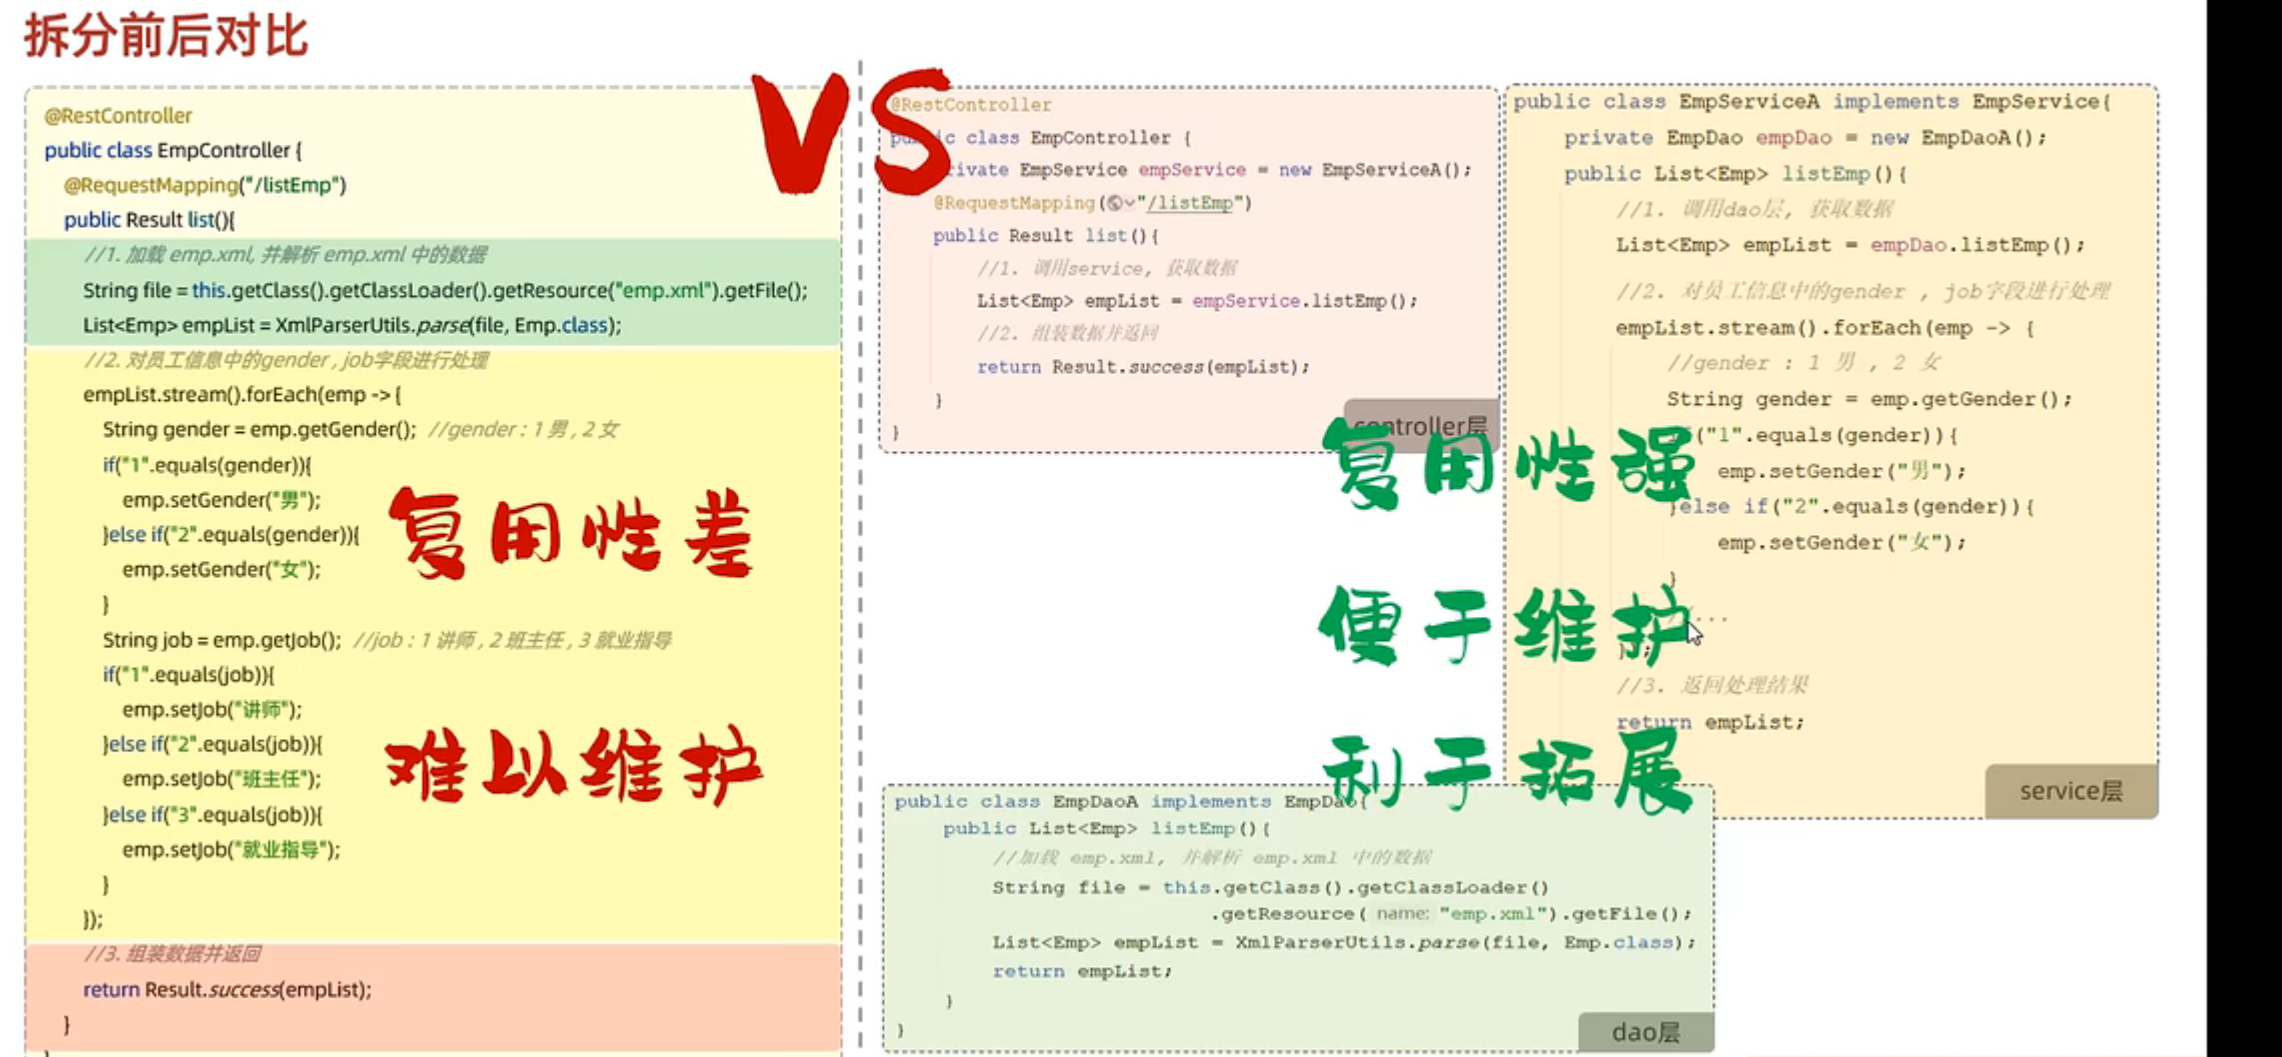 拆分前后对比
VS
@RestController
public class EmpController {
@RequestMapping("/listEmp")
public Result list(){
//1. 加载 emp.xml, 并解析 emp.xml 中的数据
String file = this.getClass().getClassLoader().getResource("emp.xml").getFile();
List<Emp> empList = XmlParserUtils.parse(file, Emp.class);
//2. 对员工信息中的gender , job字段进行处理
empList.stream().forEach(emp -> {
String gender = emp.getGender(); //gender : 1 男 , 2 女
if("1".equals(gender)){
emp.setGender("男");
}else if("2".equals(gender)){
emp.setGender("女");
}
String job = emp.getJob(); //job : 1 讲师 , 2 班主任 , 3 就业指导
if("1".equals(job)){
emp.setJob("讲师");
}else if("2".equals(job)){
emp.setJob("班主任");
}else if("3".equals(job)){
emp.setJob("就业指导");
}
});
//3. 组装数据并返回
return Result.success(empList);
}
复用性差
难以维护
@RestController
public class EmpController {
private EmpService empService = new EmpServiceA();
@RequestMapping("/listEmp")
public Result list(){
//1. 调用service, 获取数据
List<Emp> empList = empService.listEmp();
//2. 组装数据并返回
return Result.success(empList);
}
}
controller层
public class EmpServiceA implements EmpService{
private EmpDao empDao = new EmpDaoA();
public List<Emp> listEmp(){
//1. 调用dao层, 获取数据
List<Emp> empList = empDao.listEmp();
//2. 对员工信息中的gender , job字段进行处理
empList.stream().forEach(emp -> {
//gender : 1 男 , 2 女
String gender = emp.getGender();
("1".equals(gender)){
emp.setGender("男");
}else if("2".equals(gender)){
emp.setGender("女");
}
...
//3. 返回处理结果
return empList;
service层
复用性强
便于维护
利于拓展
public class EmpDaoA implements EmpDao{
public List<Emp> listEmp(){
//加载 emp.xml, 并解析 emp.xml 中的数据
String file = this.getClass().getClassLoader()
.getResource( name: "emp.xml").getFile();
List<Emp> empList = XmlParserUtils.parse(file, Emp.class);
return empList;
}
}
dao层